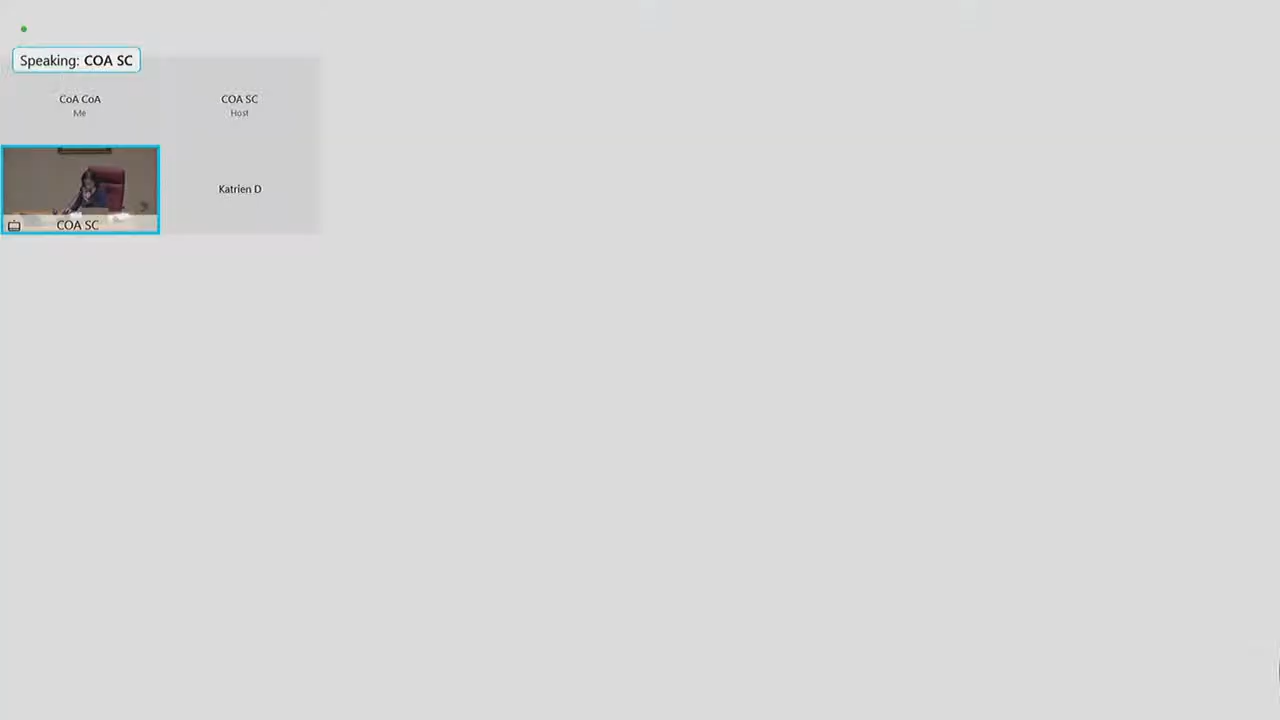 Speaking: COA SC
CoA CoA
Me
COA SC
Host
COA SC
Katrien D